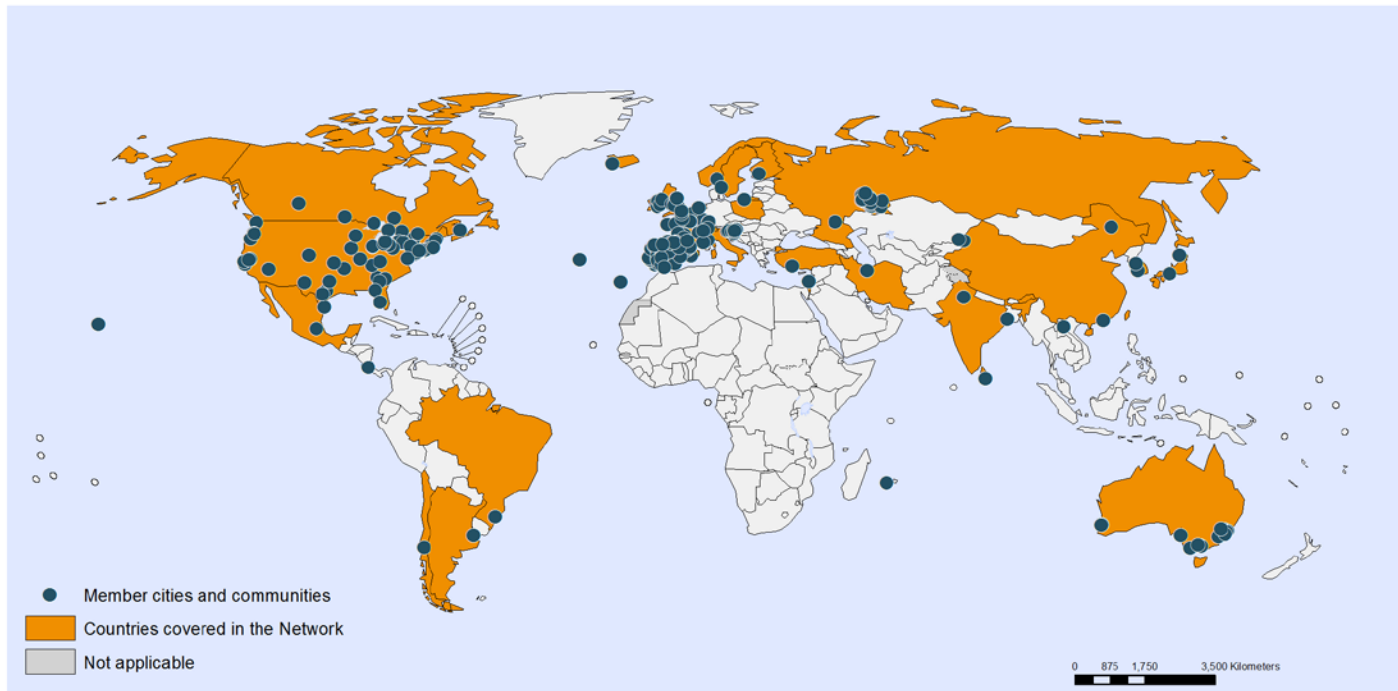 Member cities and communities
Countries covered in the Network
Not applicable
0 875 1,750 3,500 Kilometers